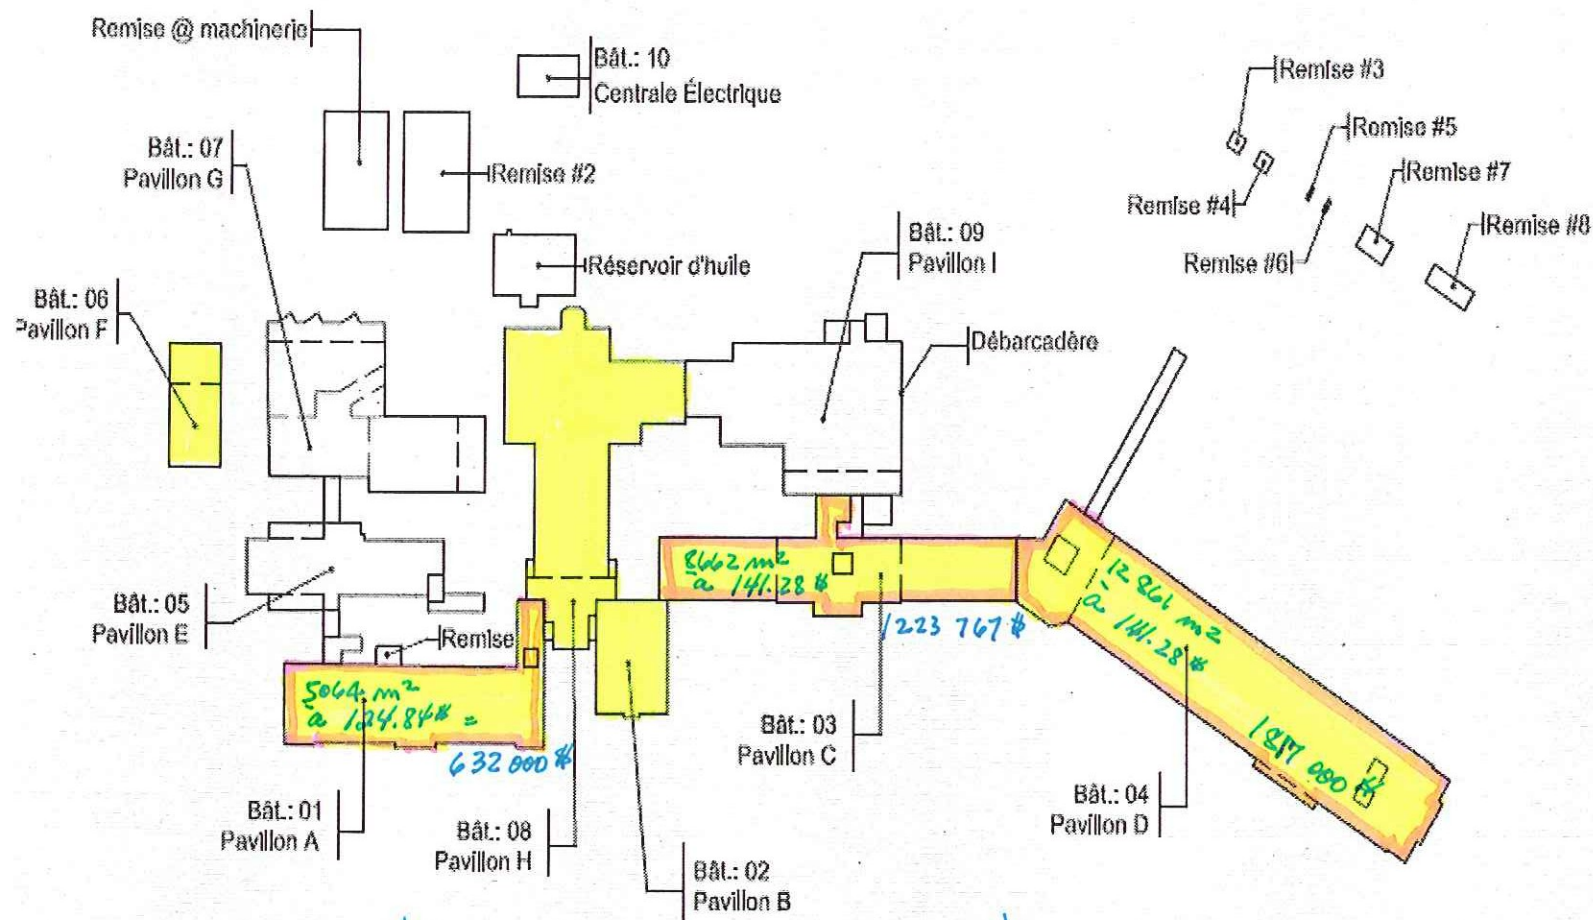 Remise @ machinerie
Bât.: 10
Centrale Électrique
Remise #3
Remise #5
Bât.: 07
Pavillon G
Remise #2
Remise #7
Remise #4
Bât.: 09
Pavillon I
Remise #8
Réservoir d'huile
Remise #6
Bât.: 06
Pavillon F
Débarcadère
8662 m²
à 141.28 $
12 861 m²
à 141.28 $
Bât.: 05
Pavillon E
Remise
1 223 767 $
5064 m²
à 124.84 $ =
632 000 $
Bât.: 03
Pavillon C
1 817 000 $
Bât.: 04
Pavillon D
Bât.: 01
Pavillon A
Bât.: 08
Pavillon H
Bât.: 02
Pavillon B